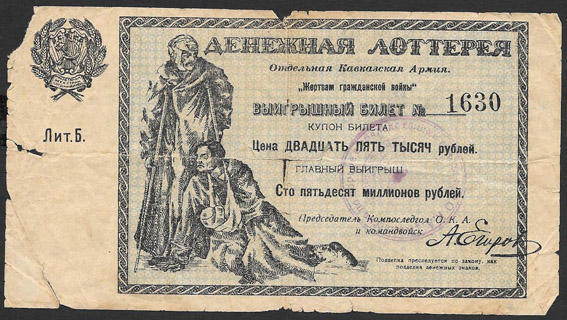 Лит.Б.
ДЕНЕЖНАЯ ЛОТТЕРЕЯ
Отдельная Кавказская Армия.
„Жертвам гражданской войны“
ВЫИГРЫШНЫЙ БИЛЕТ № 1630
КУПОН БИЛЕТА
Цена ДВАДЦАТЬ ПЯТЬ ТЫСЯЧ рублей.
ГЛАВНЫЙ ВЫИГРЫШ
Сто пятьдесят миллионов рублей.
Председатель Компоследгол О. К. А.
и командвойск
А. Егоров
Подделка преследуется по закону, как
подделка денежных знаков.